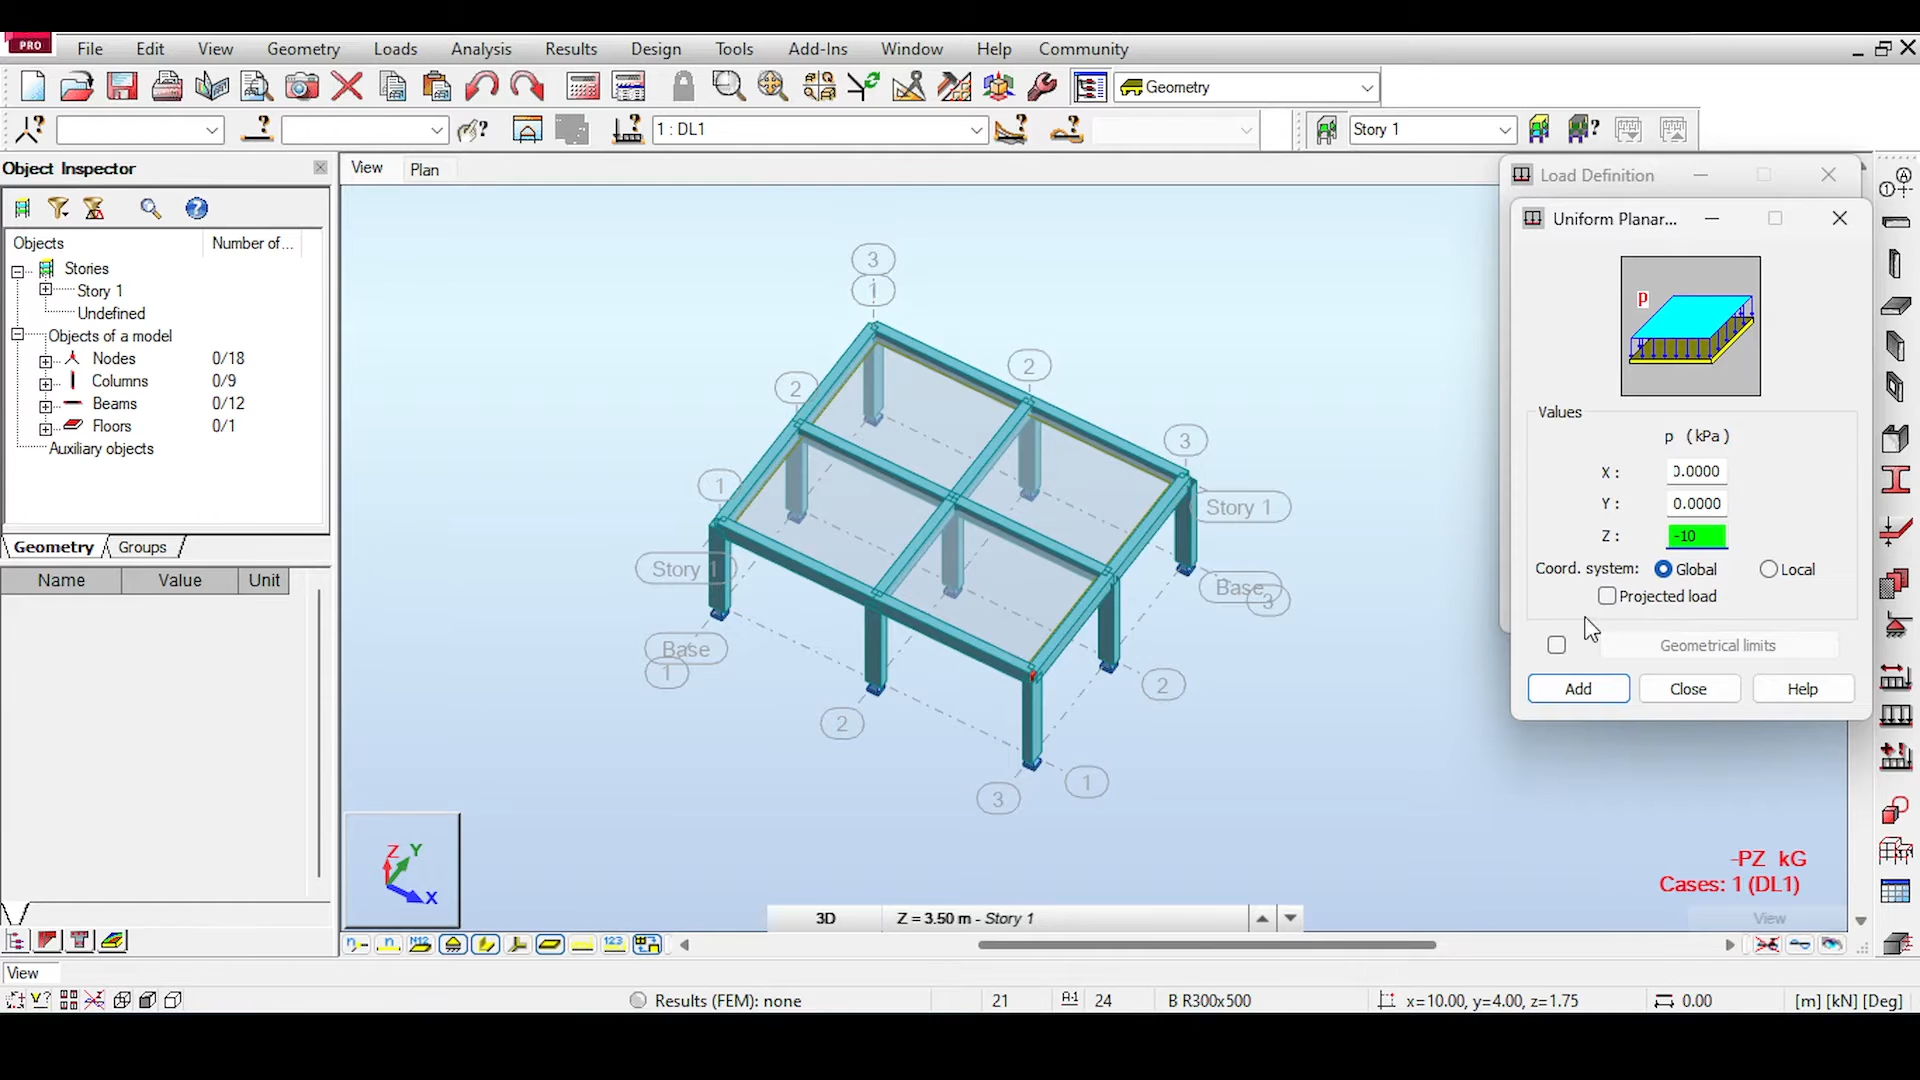 PRO
File Edit View Geometry Loads Analysis Results Design Tools Add-Ins Window Help Community
Geometry
1 : DL1
Story 1
Object Inspector
View
Plan
Objects Number of...
Stories
Story 1
Undefined
Objects of a model
Nodes 0/18
Columns 0/9
Beams 0/12
Floors 0/1
Auxiliary objects
Geometry Groups
Name Value Unit
3
1
2
2
3
1
Story 1
Story 1
Base
3
Base
1
2
2
1
3
Z Y
X
-PZ kG
Cases: 1 (DL1)
View
3D
Z = 3.50 m - Story 1
Load Definition
Uniform Planar...
p
Values
p (kPa)
X : 0.0000
Y : 0.0000
Z : -10
Coord. system: Global Local
Projected load
Geometrical limits
Add Close Help
View
Results (FEM): none
21
24
B R300x500
x=10.00, y=4.00, z=1.75
0.00
[m] [kN] [Deg]